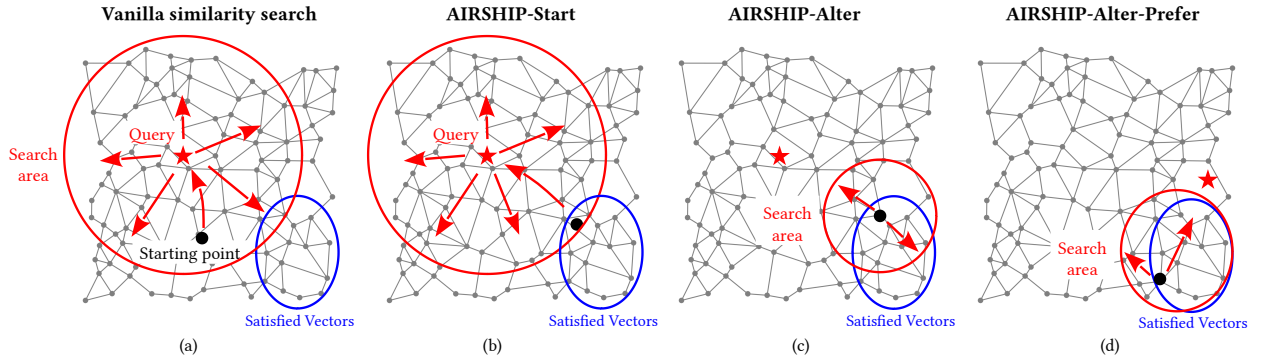 Vanilla similarity search
AIRSHIP-Start
AIRSHIP-Alter
AIRSHIP-Alter-Prefer
Query
Search
area
Starting point
Satisfied Vectors
(a)
Query
Satisfied Vectors
(b)
Search
area
Satisfied Vectors
(c)
Search
area
Satisfied Vectors
(d)